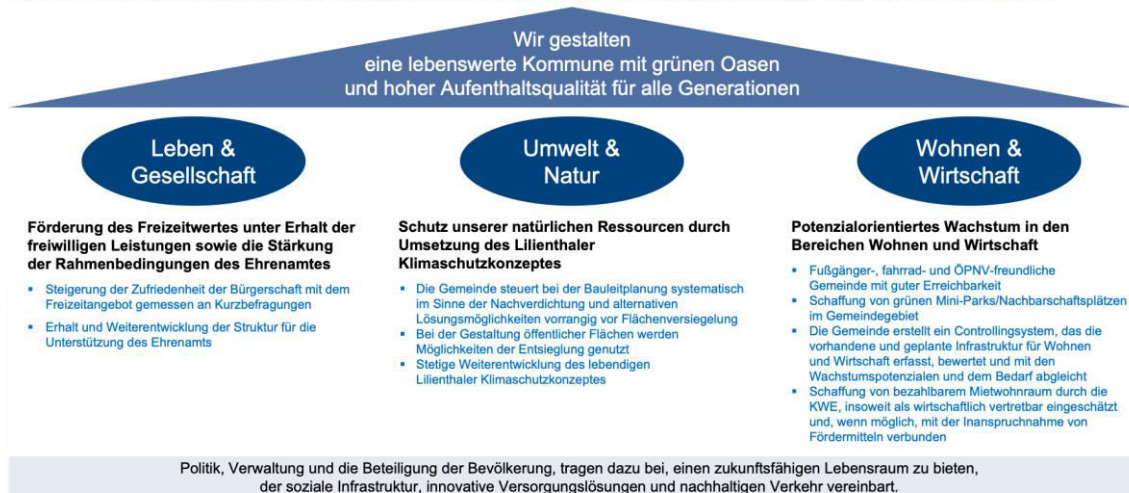 Wir gestalten
eine lebenswerte Kommune mit grünen Oasen
und hoher Aufenthaltsqualität für alle Generationen
Leben &
Gesellschaft
Förderung des Freizeitwertes unter Erhalt der
freiwilligen Leistungen sowie die Stärkung
der Rahmenbedingungen des Ehrenamtes
▪ Steigerung der Zufriedenheit der Bürgerschaft mit dem
Freizeitangebot gemessen an Kurzbefragungen
▪ Erhalt und Weiterentwicklung der Struktur für die
Unterstützung des Ehrenamts
Umwelt &
Natur
Schutz unserer natürlichen Ressourcen durch
Umsetzung des Lilienthaler
Klimaschutzkonzeptes
▪ Die Gemeinde steuert bei der Bauleitplanung systematisch
im Sinne der Nachverdichtung und alternativen
Lösungsmöglichkeiten vorrangig vor Flächenversiegelung
▪ Bei der Gestaltung öffentlicher Flächen werden
Möglichkeiten der Entsieglung genutzt
▪ Stetige Weiterentwicklung des lebendigen
Lilienthaler Klimaschutzkonzeptes
Wohnen &
Wirtschaft
Potenzialorientiertes Wachstum in den
Bereichen Wohnen und Wirtschaft
▪ Fußgänger-, fahrrad- und ÖPNV-freundliche
Gemeinde mit guter Erreichbarkeit
▪ Schaffung von grünen Mini-Parks/Nachbarschaftsplätzen
im Gemeindegebiet
▪ Die Gemeinde erstellt ein Controllingsystem, das die
vorhandene und geplante Infrastruktur für Wohnen
und Wirtschaft erfasst, bewertet und mit den
Wachstumspotenzialen und dem Bedarf abgleicht
▪ Schaffung von bezahlbarem Mietwohnraum durch die
KWE, insoweit als wirtschaftlich vertretbar eingeschätzt
und, wenn möglich, mit der Inanspruchnahme von
Fördermitteln verbunden
Politik, Verwaltung und die Beteiligung der Bevölkerung, tragen dazu bei, einen zukunftsfähigen Lebensraum zu bieten,
der soziale Infrastruktur, innovative Versorgungslösungen und nachhaltigen Verkehr vereinbart.